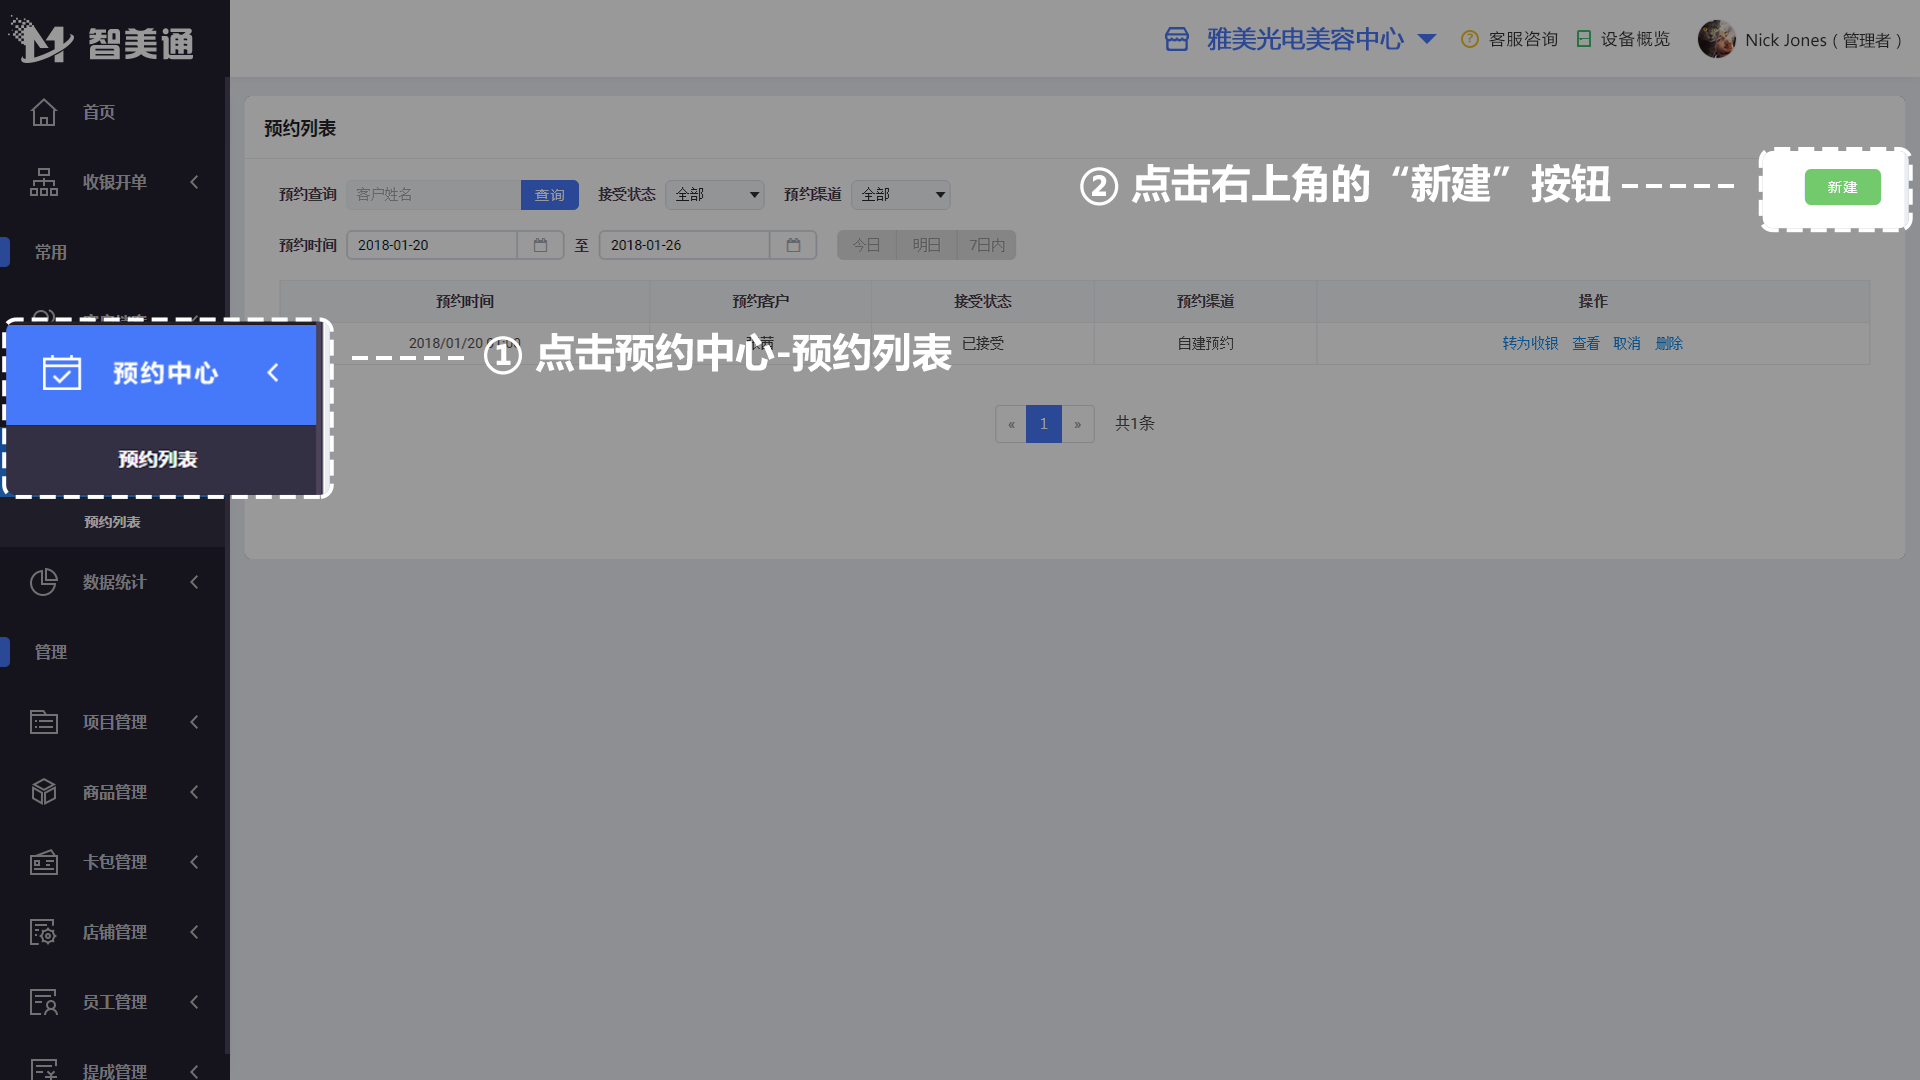 智美通
雅美光电美容中心
客服咨询
设备概览
Nick Jones ( 管理者 )
首页
收银开单
常用
预约中心
预约列表
预约列表
数据统计
管理
项目管理
商品管理
卡包管理
店铺管理
员工管理
提成管理
预约列表
② 点击右上角的“新建”按钮
新建
预约查询 客户姓名 查询 接受状态 全部 预约渠道 全部
预约时间 2018-01-20 至 2018-01-26 今日 明日 7日内
预约时间 预约客户 接受状态 预约渠道 操作
2018/01/20 已接受 自建预约 转为收银 查看 取消 删除
① 点击预约中心-预约列表
« 1 » 共1条